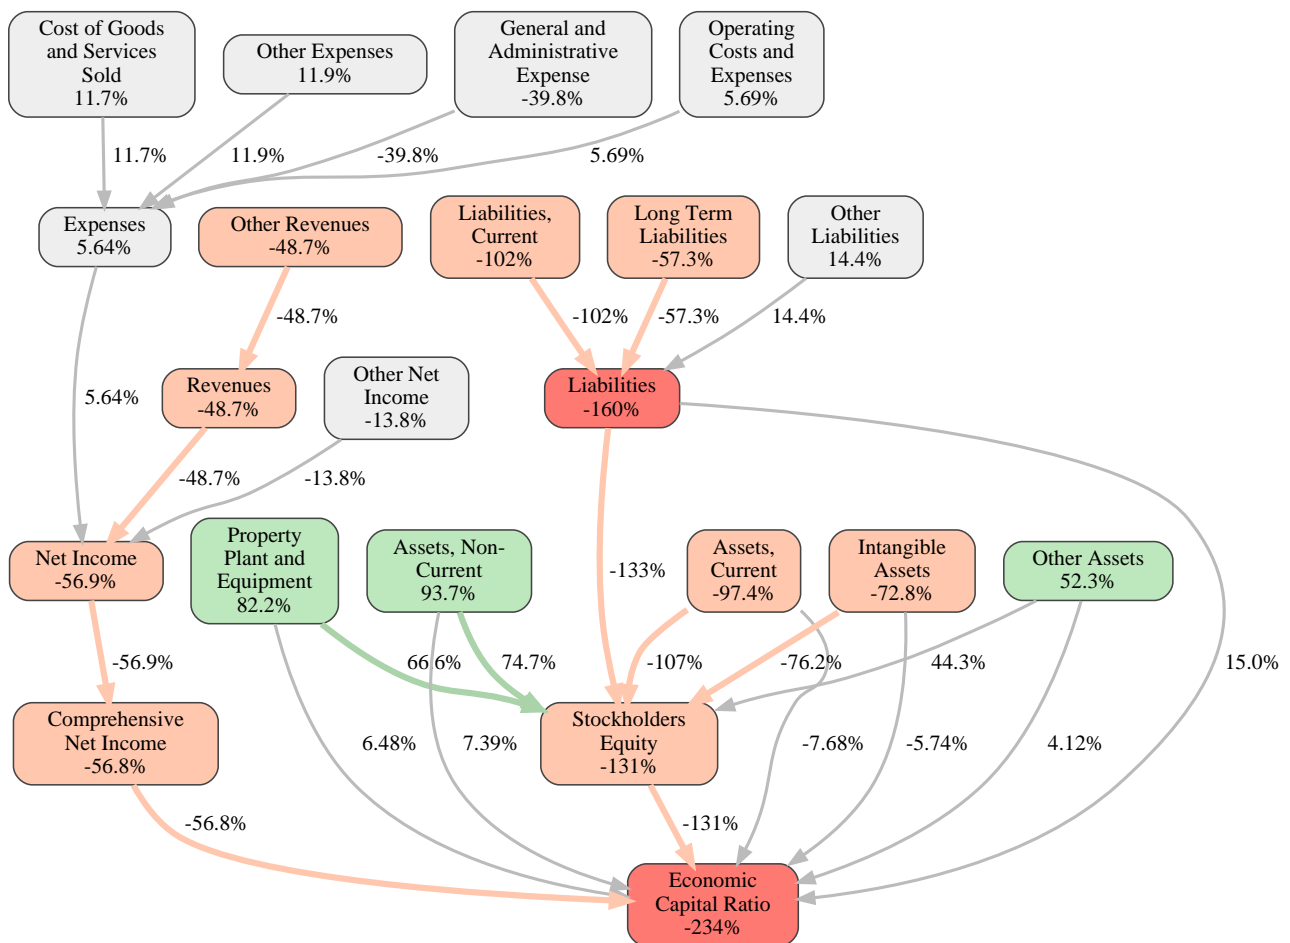 Cost of Goods
and Services
Sold
11.7%
Other Expenses
11.9%
General and
Administrative
Expense
-39.8%
Operating
Costs and
Expenses
5.69%
11.7%
11.9%
-39.8%
5.69%
Expenses
5.64%
Other Revenues
-48.7%
Liabilities,
Current
-102%
Long Term
Liabilities
-57.3%
Other
Liabilities
14.4%
-48.7%
-102%
-57.3%
14.4%
5.64%
Revenues
-48.7%
Other Net
Income
-13.8%
Liabilities
-160%
-48.7%
-13.8%
Net Income
-56.9%
Property
Plant and
Equipment
82.2%
Assets, Non-
Current
93.7%
-133%
Assets,
Current
-97.4%
Intangible
Assets
-72.8%
Other Assets
52.3%
-56.9%
66.6%
74.7%
-107%
-76.2%
44.3%
15.0%
Comprehensive
Net Income
-56.8%
6.48%
7.39%
Stockholders
Equity
-131%
-7.68%
-5.74%
4.12%
-56.8%
-131%
Economic
Capital Ratio
-234%